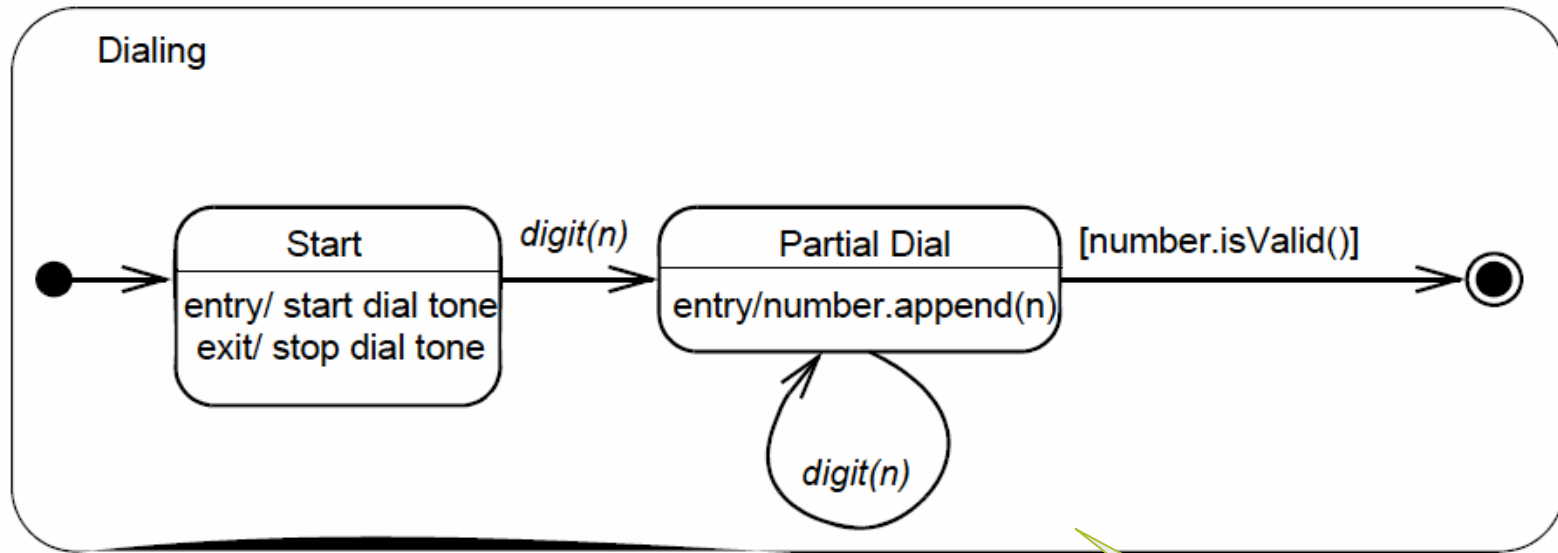 Dialing
Start
entry/ start dial tone
exit/ stop dial tone
digit(n)
Partial Dial
entry/number.append(n)
digit(n)
[number.isValid()]